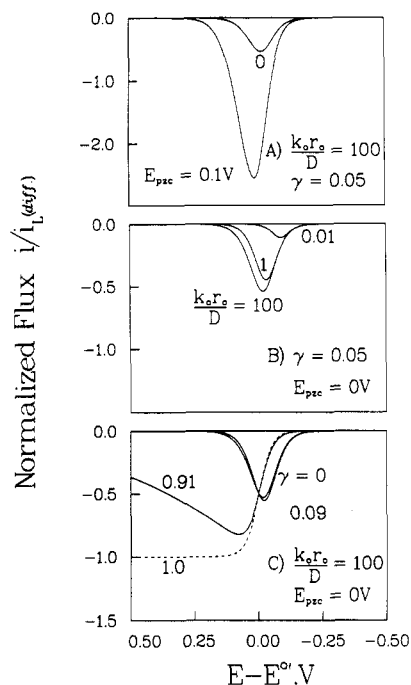 Normalized Flux i/i_L(diff.)
0.0
-1.0
-2.0
0
E_pzc = 0.1V
A) k_o r_o / D = 100
γ = 0.05
0.0
-0.5
-1.0
0.01
1
k_o r_o / D = 100
B) γ = 0.05
E_pzc = 0V
0.0
-0.5
-1.0
-1.5
0.91
1.0
γ = 0
0.09
C) k_o r_o / D = 100
E_pzc = 0V
0.50 0.25 0.00 -0.25 -0.50
E-E°'.V